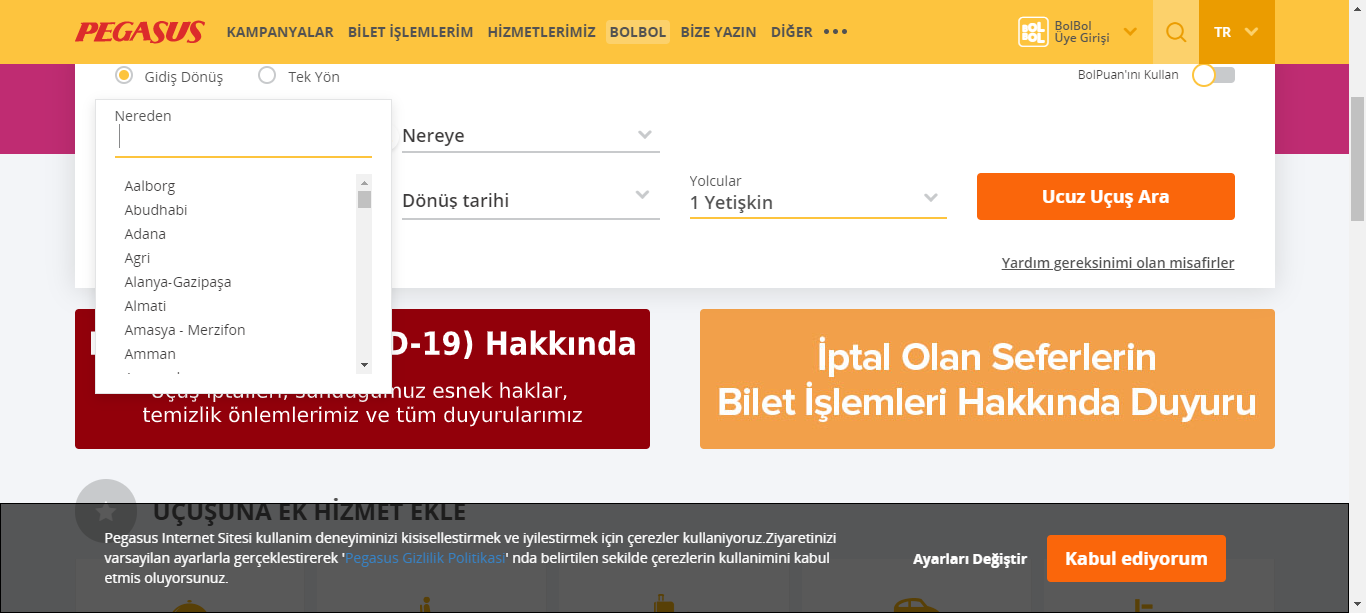 PEGASUS
KAMPANYALAR BİLET İŞLEMLERİM HİZMETLERİMİZ BOLBOL BİZE YAZIN DİĞER •••
BOL
BOL
BolBol
Üye Girişi
TR
Gidiş Dönüş
Tek Yön
BolPuan'ını Kullan
Nereden
Nereye
Aalborg
Abudhabi
Adana
Agri
Alanya-Gazipaşa
Almati
Amasya - Merzifon
Amman
Dönüş tarihi
Yolcular
1 Yetişkin
Ucuz Uçuş Ara
Yardım gereksinimi olan misafirler
D-19) Hakkında
esnek haklar,
temizlik önlemlerimiz ve tüm duyurularımız
İptal Olan Seferlerin
Bilet İşlemleri Hakkında Duyuru
UÇUŞUNA EK HİZMET EKLE
Pegasus Internet Sitesi kullanim deneyiminizi kisisellestirmek ve iyilestirmek için çerezler kullaniyoruz.Ziyaretinizi
varsayilan ayarlarla gerçeklestirerek 'Pegasus Gizlilik Politikasi' nda belirtilen sekilde çerezlerin kullanimini kabul
etmis oluyorsunuz.
Ayarları Değiştir
Kabul ediyorum